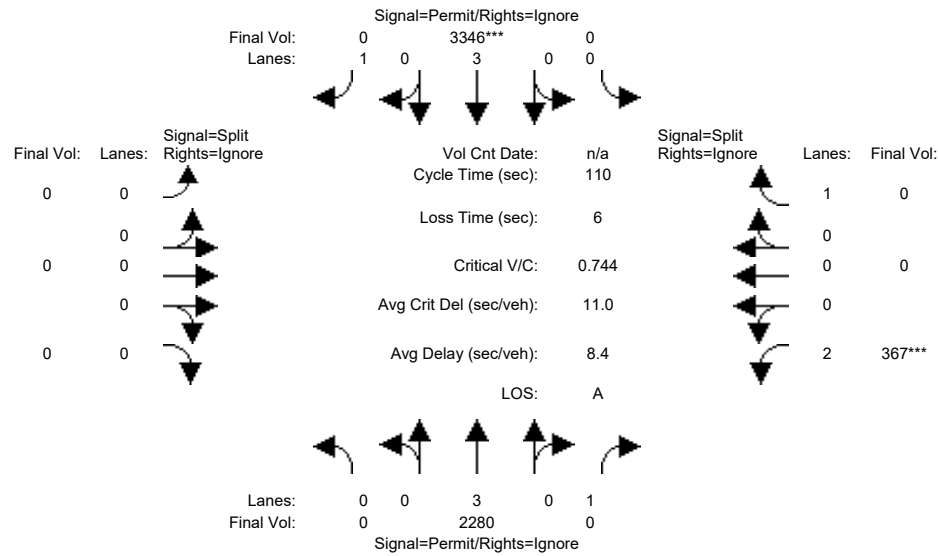 Signal=Permit/Rights=Ignore
Final Vol: 0 3346*** 0
Lanes: 1 0 3 0 0
Signal=Split Signal=Split
Final Vol: Lanes: Rights=Ignore Vol Cnt Date: n/a Rights=Ignore Lanes: Final Vol:
Cycle Time (sec): 110
0 0 1 0
Loss Time (sec): 6
0 0
0 0 Critical V/C: 0.744 0 0
0 Avg Crit Del (sec/veh): 11.0 0
0 0 Avg Delay (sec/veh): 8.4 2 367***
LOS: A
Lanes: 0 0 3 0 1
Final Vol: 0 2280 0
Signal=Permit/Rights=Ignore